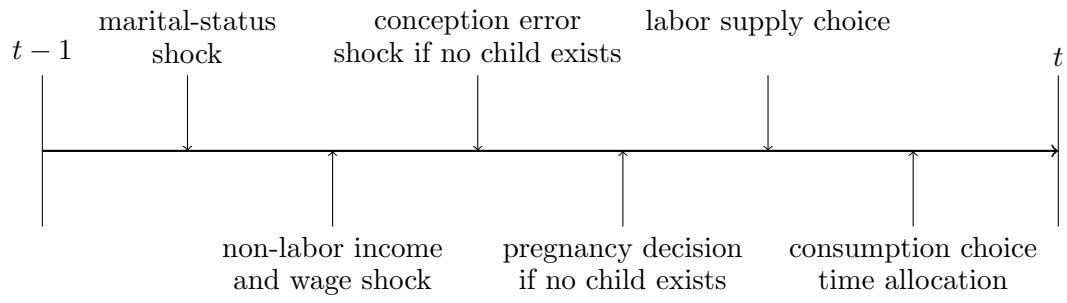 marital-status
shock
conception error
shock if no child exists
labor supply choice
t − 1
t
non-labor income
and wage shock
pregnancy decision
if no child exists
consumption choice
time allocation